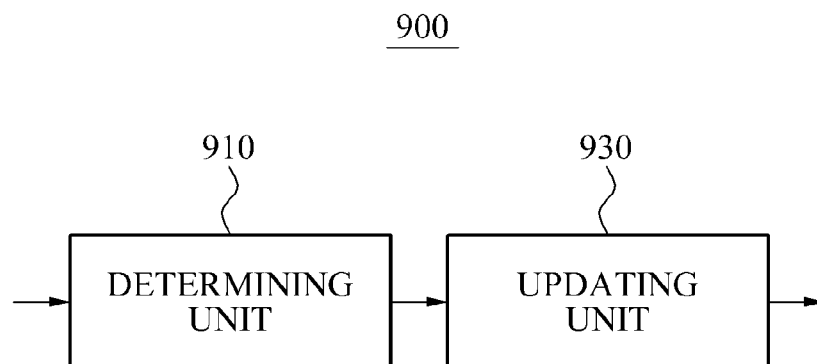 900
910
930
DETERMINING
UNIT
UPDATING
UNIT